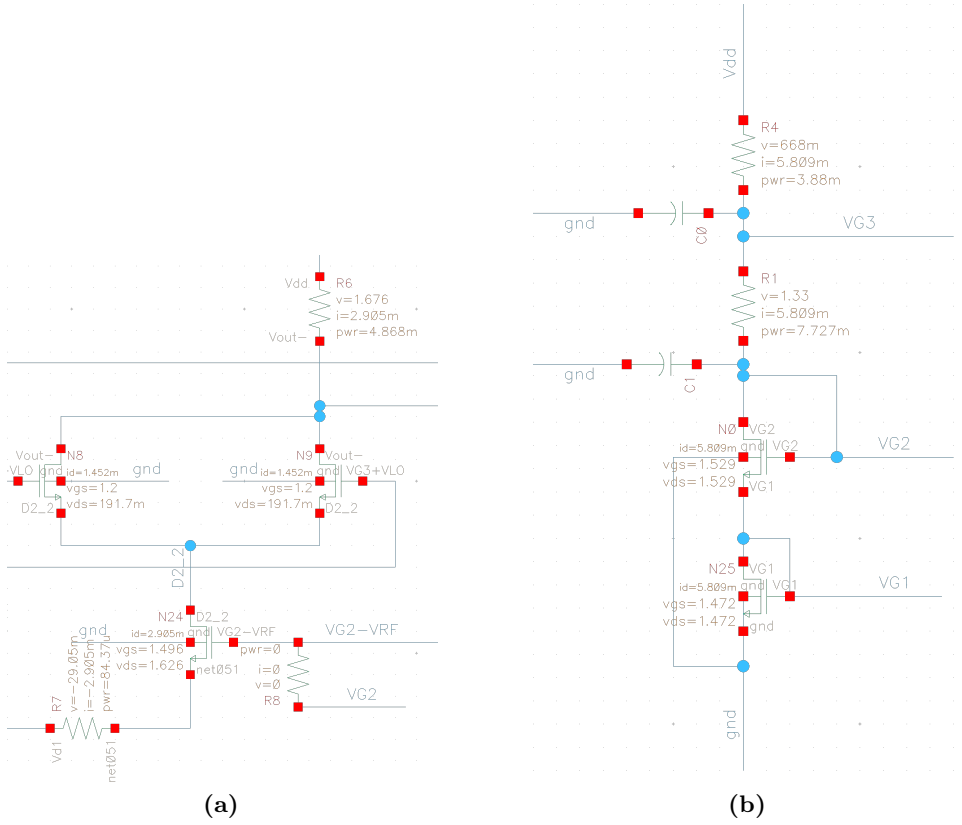 Vdd
R6
v=1.676
i=2.905m
pwr=4.868m
Vout-
Vout-
N8
VLO
gnd
id=1.452m
gnd
vgs=1.2
vds=191.7m
D2_2
N9
Vout-
gnd
id=1.452m
gnd
VG3+VLO
vgs=1.2
vds=191.7m
D2_2
D2_2
N24
D2_2
gnd
id=2.905m
gnd
VG2-VRF
vgs=1.496
vds=1.626
net051
pwr=0
VG2-VRF
i=0
v=0
R8
VG2
R7
v=-29.05m
i=-2.905m
pwr=84.37u
Vd1
net051
(a)
Vdd
R4
v=668m
i=5.809m
pwr=3.88m
gnd
C0
VG3
R1
v=1.33
i=5.809m
pwr=7.727m
gnd
C1
N0
VG2
id=5.809m
gnd
VG2
VG2
vgs=1.529
vds=1.529
VG1
N25
VG1
id=5.809m
gnd
VG1
VG1
vgs=1.472
vds=1.472
gnd
gnd
(b)